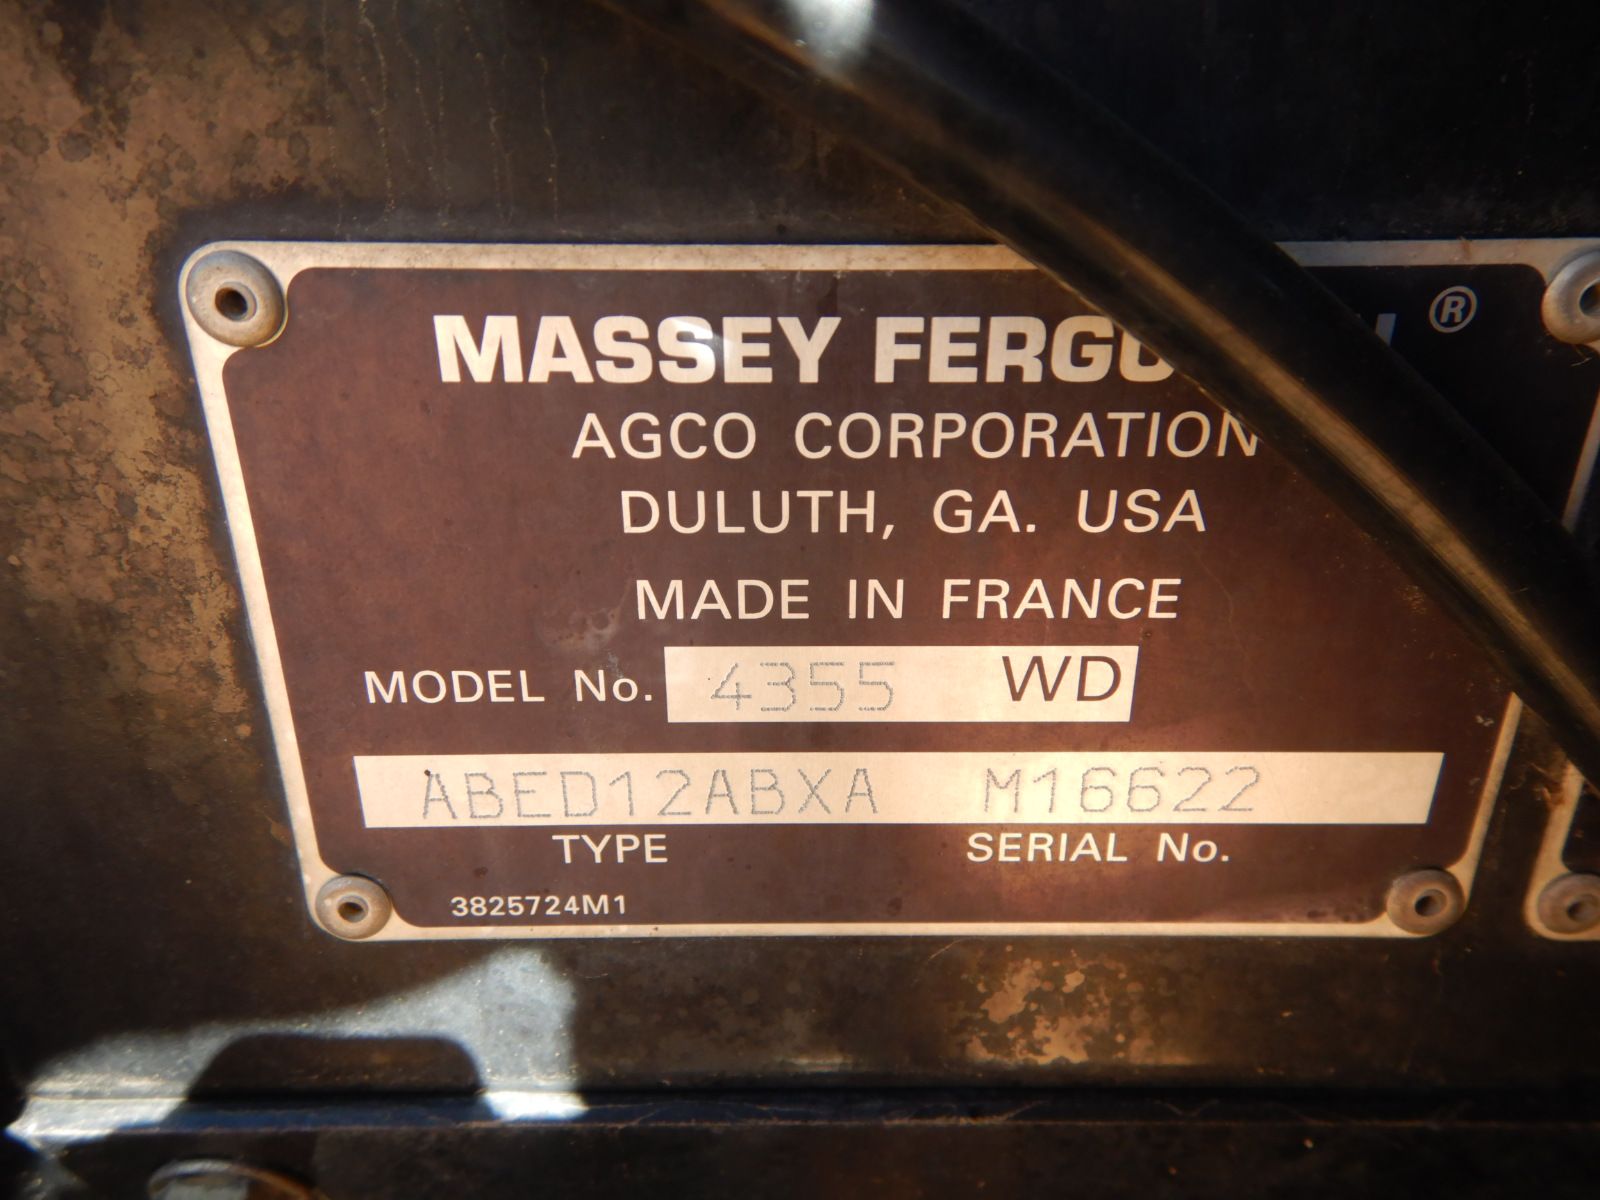 MASSEY FERGU ®
AGCO CORPORATION
DULUTH, GA. USA
MADE IN FRANCE
MODEL No. 4355 WD
ABED12ABXA M16622
TYPE SERIAL No.
3825724M1